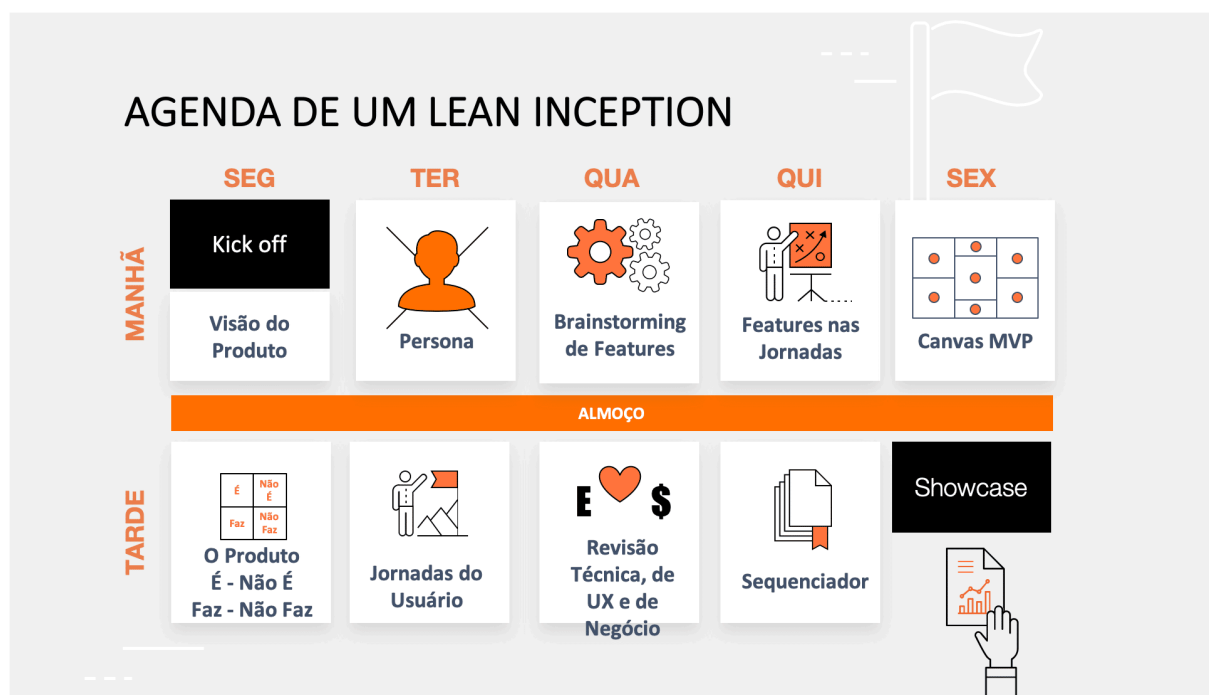 AGENDA DE UM LEAN INCEPTION
SEG
TER
QUA
QUI
SEX
MANHÃ
Kick off
Visão do
Produto
Persona
Brainstorming
de Features
Features nas
Jornadas
Canvas MVP
ALMOÇO
TARDE
É
Não
É
Faz
Não
Faz
O Produto
É - Não É
Faz - Não Faz
Jornadas do
Usuário
E $
Revisão
Técnica, de
UX e de
Negócio
Sequenciador
Showcase